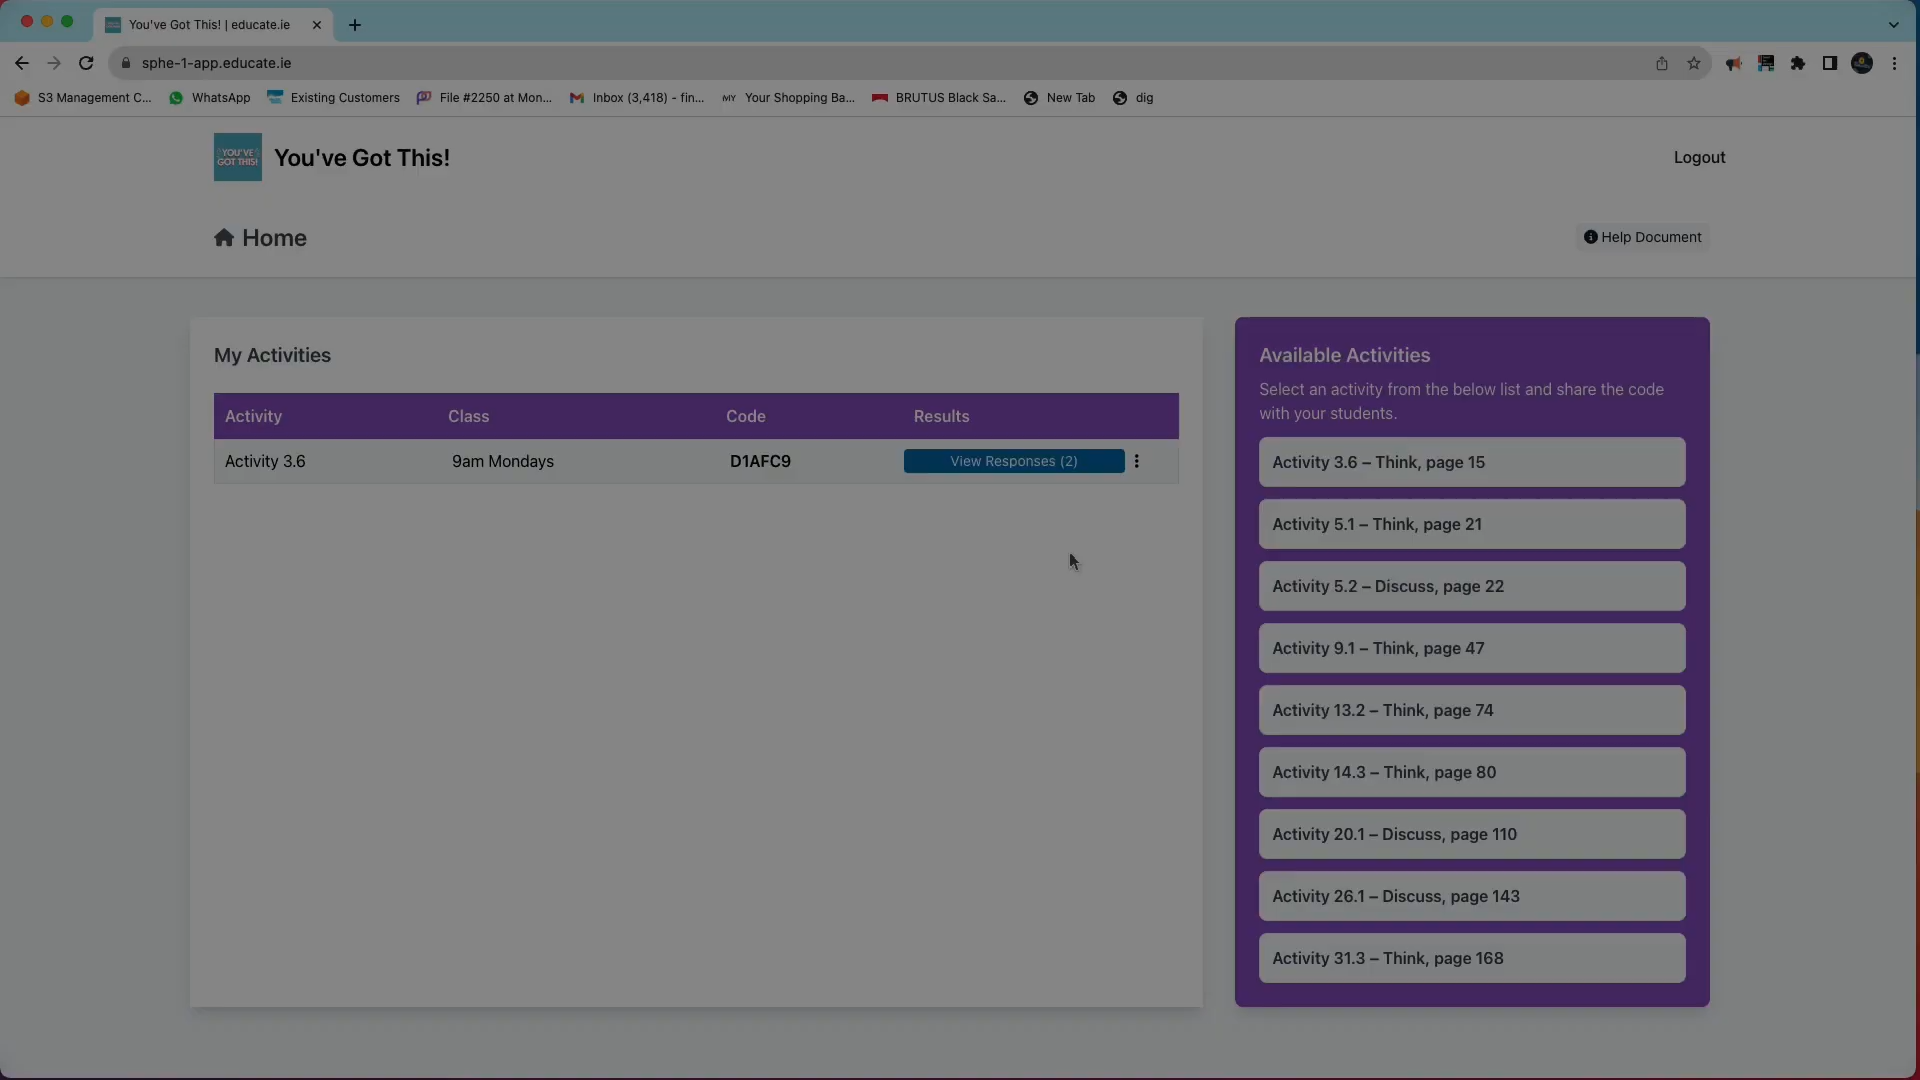 You've Got This! | educate.ie
sphe-1-app.educate.ie
S3 Management C...
WhatsApp
Existing Customers
File #2250 at Mon...
Inbox (3,418) - fin...
MY Your Shopping Ba...
BRUTUS Black Sa...
New Tab
dig
YOU'VE
GOT THIS!
You've Got This!
Logout
Home
Help Document
My Activities
Activity Class Code Results
Activity 3.6 9am Mondays D1AFC9 View Responses (2)
Available Activities
Select an activity from the below list and share the code
with your students.
Activity 3.6 – Think, page 15
Activity 5.1 – Think, page 21
Activity 5.2 – Discuss, page 22
Activity 9.1 – Think, page 47
Activity 13.2 – Think, page 74
Activity 14.3 – Think, page 80
Activity 20.1 – Discuss, page 110
Activity 26.1 – Discuss, page 143
Activity 31.3 – Think, page 168